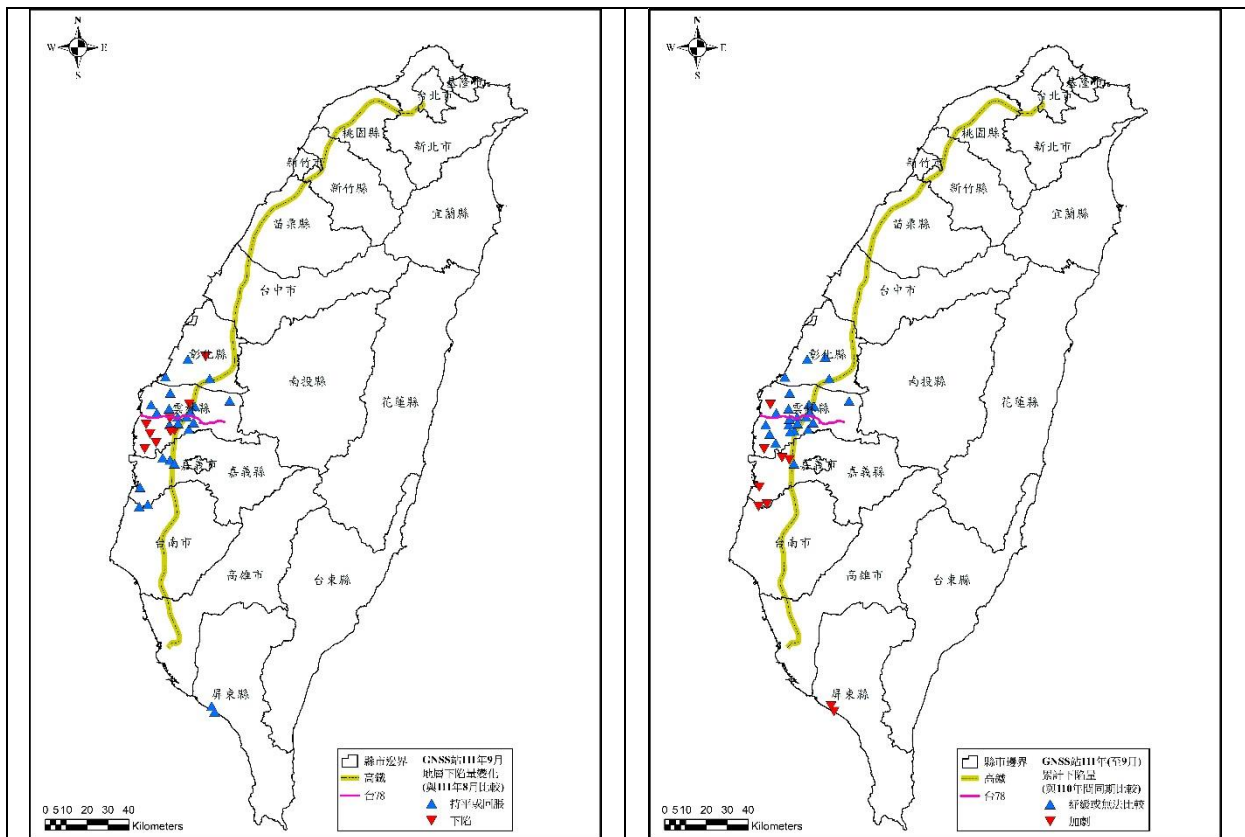 N
W E
S
基隆市
台北市
桃園縣
新北市
新竹市
新竹縣
宜蘭縣
苗栗縣
台中市
彰化縣
南投縣
花蓮縣
雲林縣
嘉義市
嘉義縣
台南市
高雄市
台東縣
屏東縣
縣市邊界
高鐵
台78
GNSS站111年9月
地層下陷量變化
(與111年8月比較)
持平或回脹
下陷
0 5 10 20 30 40
Kilometers
N
W E
S
基隆市
台北市
桃園縣
新北市
新竹市
新竹縣
宜蘭縣
苗栗縣
台中市
彰化縣
南投縣
花蓮縣
雲林縣
嘉義市
嘉義縣
台南市
高雄市
台東縣
屏東縣
縣市邊界
高鐵
台78
GNSS站111年(至9月)
累計下陷量
(與110年間同期比較)
紓緩或無法比較
加劇
0 5 10 20 30 40
Kilometers